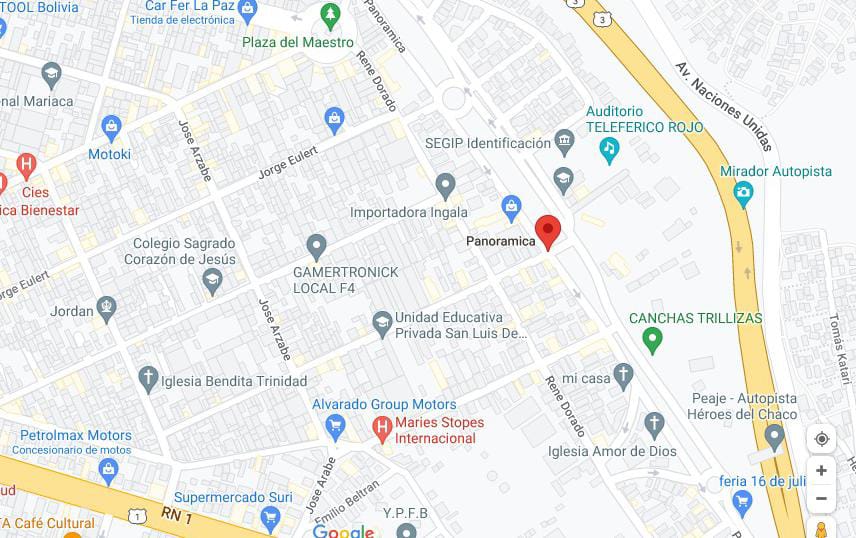 TOOL Bolivia
Car Fer La Paz
Tienda de electrónica
Plaza del Maestro
Panoramica
3
3
Av. Naciones Unidas
Rene Dorado
nal Mariaca
Motoki
Jose Arzabe
Jorge Eulert
SEGIP Identificación
Auditorio
TELEFERICO ROJO
Mirador Autopista
Cies
ica Bienestar
Importadora Ingala
Panoramica
Colegio Sagrado
Corazón de Jesús
GAMERTRONICK
LOCAL F4
Jorge Eulert
Jordan
Jose Arzabe
Unidad Educativa
Privada San Luis De...
CANCHAS TRILLIZAS
Tomás Katari
Iglesia Bendita Trinidad
mi casa
Rene Dorado
Peaje - Autopista
Héroes del Chaco
Alvarado Group Motors
Maries Stopes
Internacional
Petrolmax Motors
Concesionario de motos
Iglesia Amor de Dios
Jose Arabe
Emilio Beltran
feria 16 de juli
Supermercado Suri
ud
1
RN 1
1
Y.P.F.B
TA Café Cultural
Google